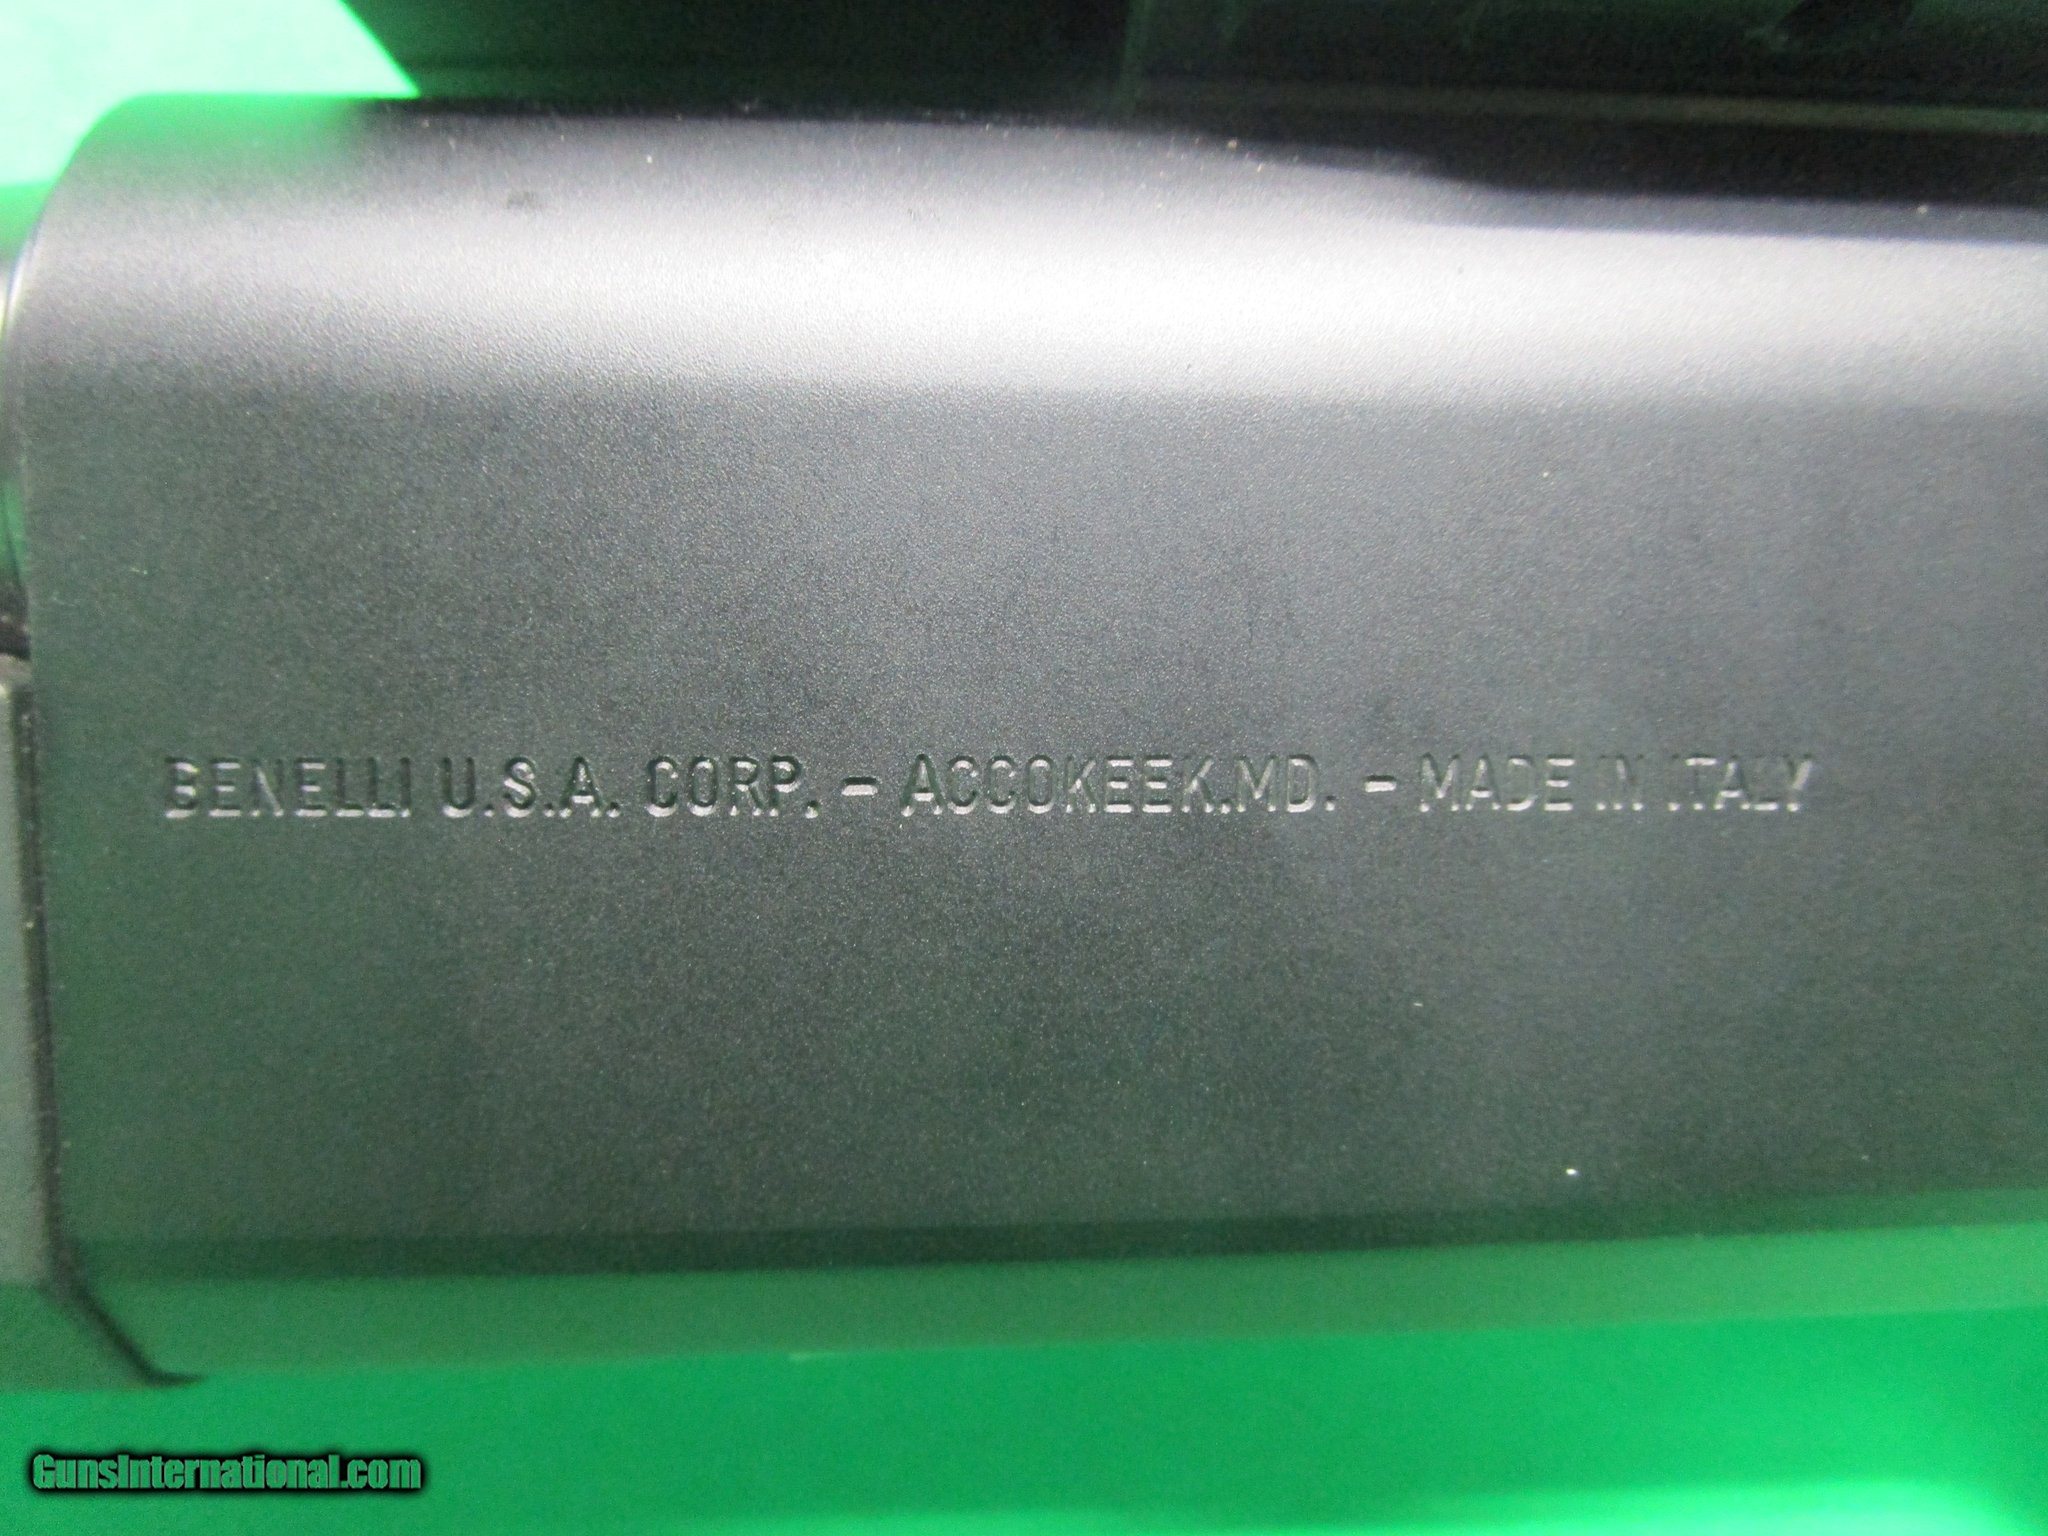 BENELLI U.S.A. CORP. - ACCOKEEK.MD. - MADE IN ITALY
GunsInternational.com